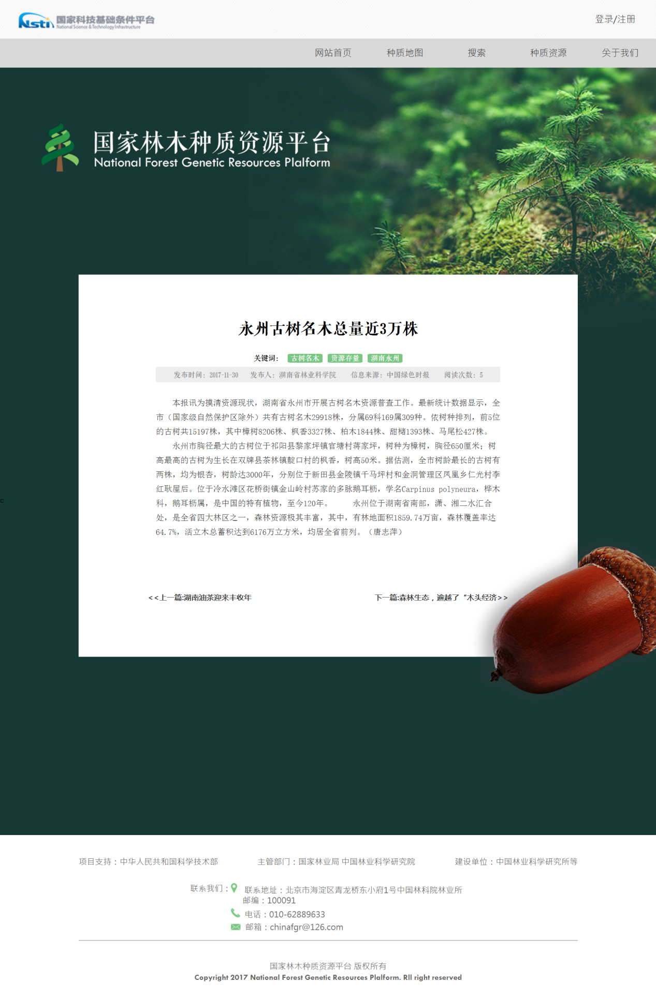 Nsti 国家科技基础条件平台
National Science & Technology Infrastructure
登录/注册
网站首页 种质地图 搜索 种质资源 关于我们
国家林木种质资源平台
National Forest Genetic Resources Plalform
永州古树名木总量近3万株
关键词： 古树名木 资源存量 湖南永州
发布时间：2017-11-30 发布人：湖南省林业科学院 信息来源：中国绿色时报 阅读次数：5
本报讯为摸清资源现状，湖南省永州市开展古树名木资源普查工作。最新统计数据显示，全
市（国家级自然保护区除外）共有古树名木29918株，分属69科169属309种。依树种排列，前5位
的古树共15197株，其中樟树8206株、枫香3327株、柏木1844株、甜槠1393株、马尾松427株。
永州市胸径最大的古树位于祁阳县黎家坪镇官塘村蒋家坪，树种为樟树，胸径650厘米；树
高最高的古树为生长在双牌县茶林镇靛口村的枫香，树高50米。据估测，全市树龄最长的古树有
两株，均为银杏，树龄达3000年，分别位于新田县金陵镇千马坪村和金洞管理区凤凰乡仁光村李
红耿屋后。位于冷水滩区花桥街镇金山岭村苏家的多脉鹅耳枥，学名Carpinus polyneura，桦木
c
科，鹅耳枥属，是中国的特有植物，至今120年。 永州位于湖南省南部，潇、湘二水汇合
处，是全省四大林区之一，森林资源极其丰富，其中，有林地面积1859.74万亩，森林覆盖率达
64.7%，活立木总蓄积达到6176万立方米，均居全省前列。（唐志萍）
<<上一篇:湖南油茶迎来丰收年 下一篇:森林生态，逾越了“木头经济>>
项目支持：中华人民共和国科学技术部 主管部门：国家林业局 中国林业科学研究院 建设单位：中国林业科学研究所等
联系我们： 联系地址：北京市海淀区青龙桥东小府1号中国林科院林业所
邮编：100091
电话：010-62889633
邮箱：chinafgr@126.com
国家林木种质资源平台 版权所有
Copyright 2017 National Forest Genetic Resources Plalform. Rll right reserved